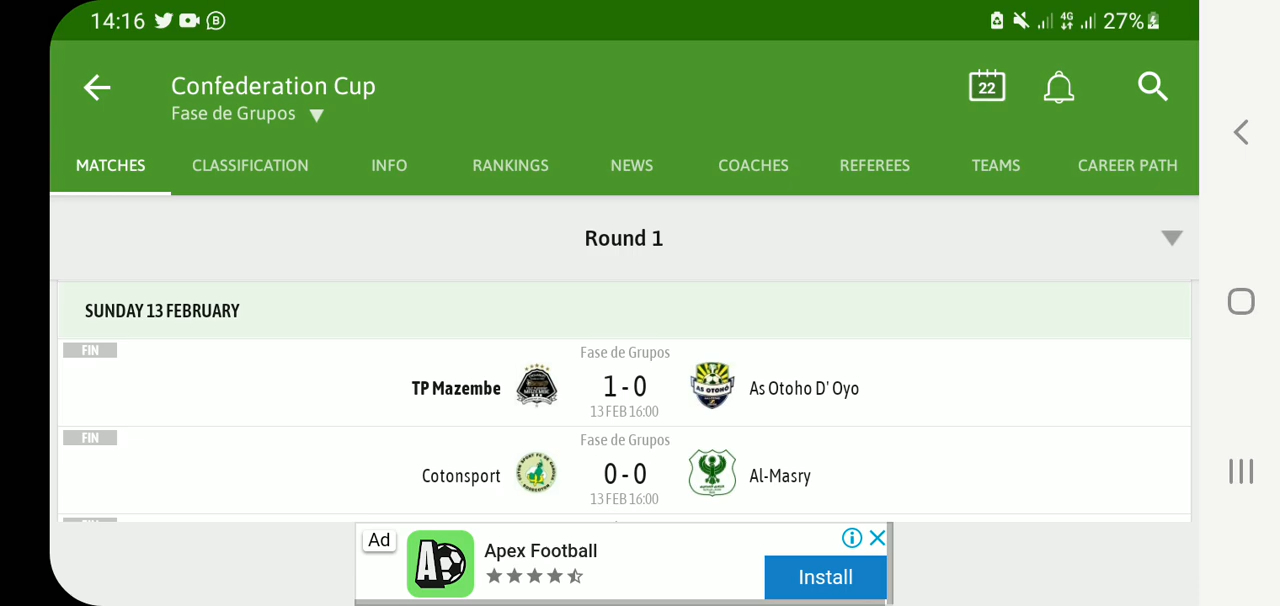 14:16
4G 27%
Confederation Cup
Fase de Grupos
22
MATCHES CLASSIFICATION INFO RANKINGS NEWS COACHES REFEREES TEAMS CAREER PATH
Round 1
SUNDAY 13 FEBRUARY
FIN
Fase de Grupos
TP Mazembe 1 - 0 As Otoho D' Oyo
13 FEB 16:00
FIN
Fase de Grupos
Cotonsport 0 - 0 Al-Masry
13 FEB 16:00
Ad
Apex Football
Install